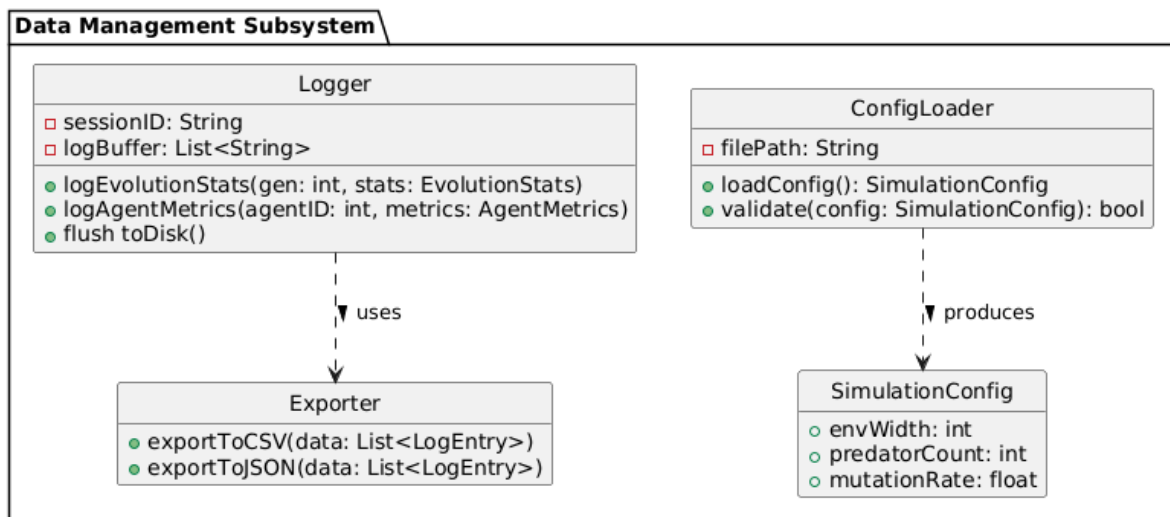 Data Management Subsystem
Logger
sessionID: String
logBuffer: List<String>
logEvolutionStats(gen: int, stats: EvolutionStats)
logAgentMetrics(agentID: int, metrics: AgentMetrics)
flush toDisk()
ConfigLoader
filePath: String
loadConfig(): SimulationConfig
validate(config: SimulationConfig): bool
uses
produces
Exporter
exportToCSV(data: List<LogEntry>)
exportToJSON(data: List<LogEntry>)
SimulationConfig
envWidth: int
predatorCount: int
mutationRate: float